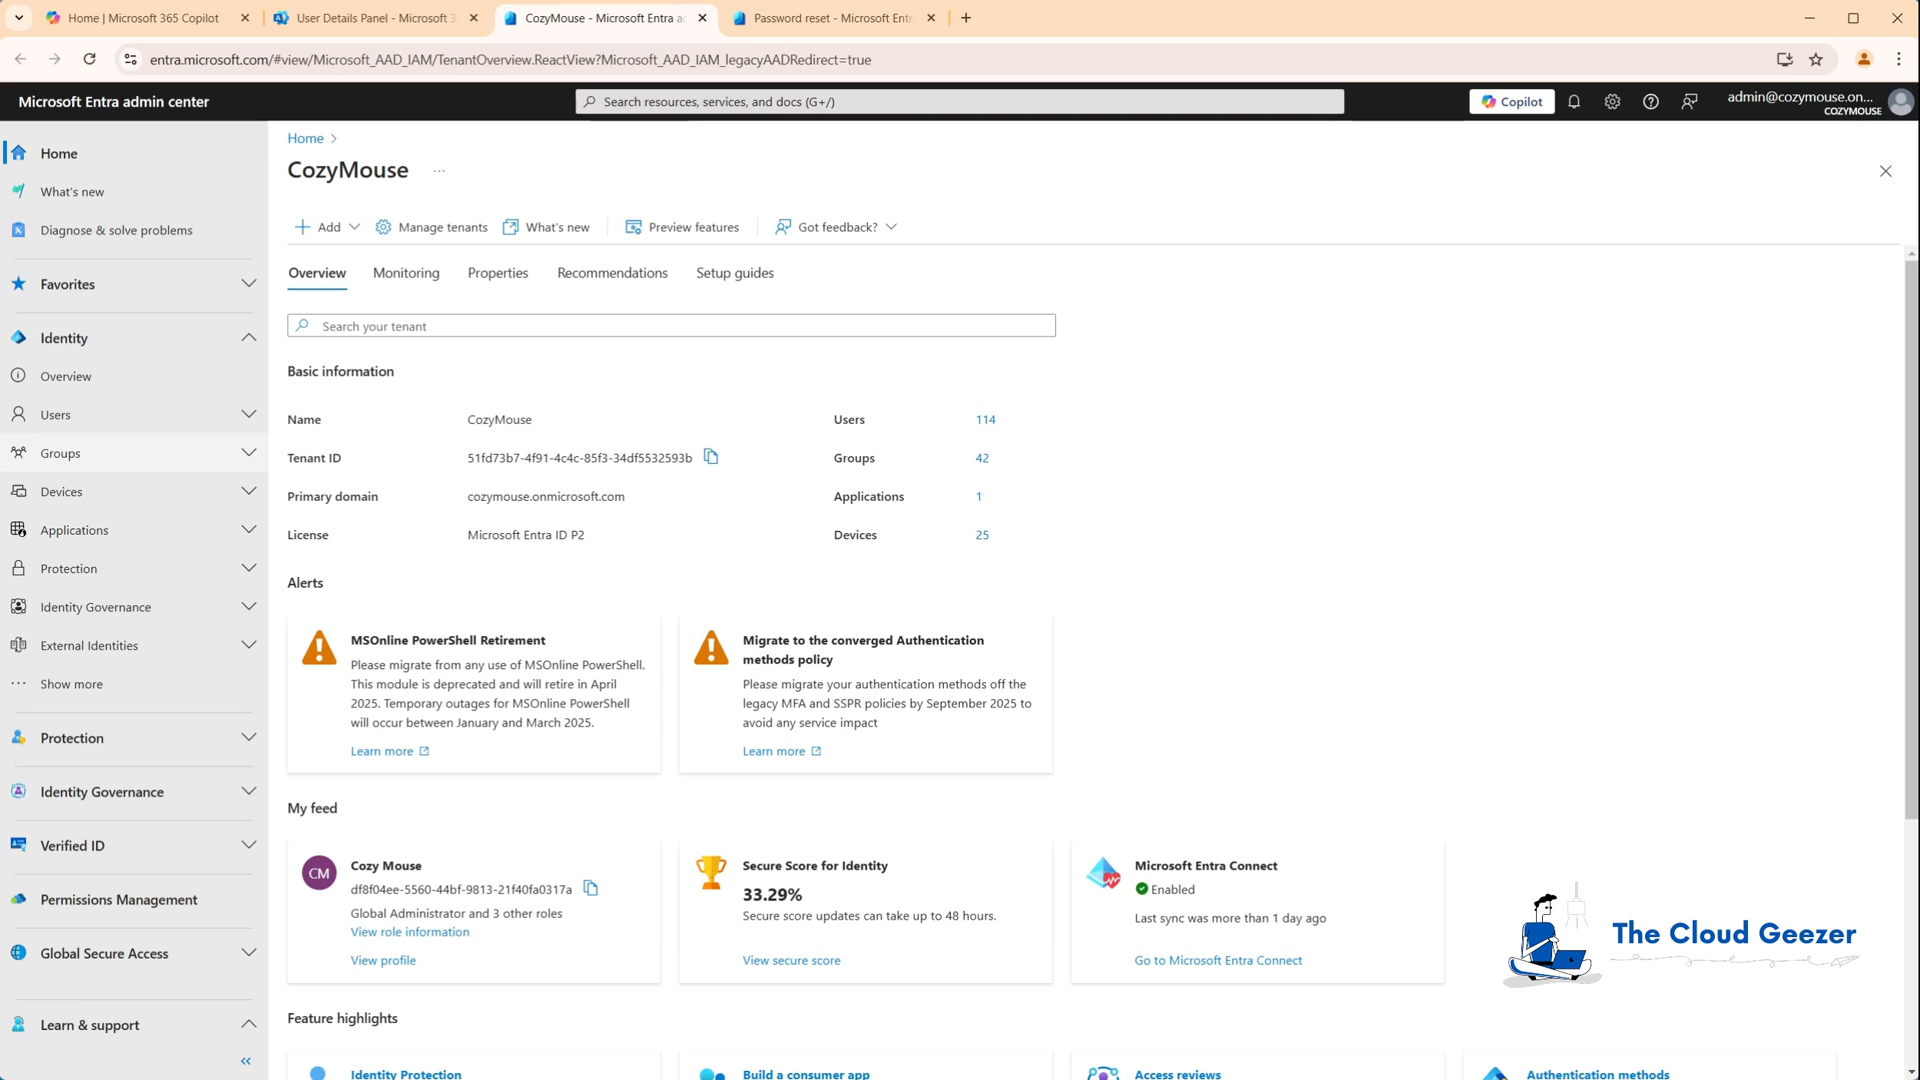 Home | Microsoft 365 Copilot
User Details Panel - Microsoft 3
CozyMouse - Microsoft Entra a
Password reset - Microsoft Entr
entra.microsoft.com/#view/Microsoft_AAD_IAM/TenantOverview.ReactView?Microsoft_AAD_IAM_legacyAADRedirect=true
Microsoft Entra admin center
Search resources, services, and docs (G+/)
Copilot
admin@cozymouse.on...
COZYMOUSE
Home
What's new
Diagnose & solve problems
Favorites
Identity
Overview
Users
Groups
Devices
Applications
Protection
Identity Governance
External Identities
Show more
Protection
Identity Governance
Verified ID
Permissions Management
Global Secure Access
Learn & support
Home
CozyMouse
Add
Manage tenants
What's new
Preview features
Got feedback?
Overview
Monitoring
Properties
Recommendations
Setup guides
Search your tenant
Basic information
Name CozyMouse Users 114
Tenant ID 51fd73b7-4f91-4c4c-85f3-34df5532593b Groups 42
Primary domain cozymouse.onmicrosoft.com Applications 1
License Microsoft Entra ID P2 Devices 25
Alerts
MSOnline PowerShell Retirement
Please migrate from any use of MSOnline PowerShell.
This module is deprecated and will retire in April
2025. Temporary outages for MSOnline PowerShell
will occur between January and March 2025.
Learn more
Migrate to the converged Authentication
methods policy
Please migrate your authentication methods off the
legacy MFA and SSPR policies by September 2025 to
avoid any service impact
Learn more
My feed
CM
Cozy Mouse
df8f04ee-5560-44bf-9813-21f40fa0317a
Global Administrator and 3 other roles
View role information
View profile
Secure Score for Identity
33.29%
Secure score updates can take up to 48 hours.
View secure score
Microsoft Entra Connect
Enabled
Last sync was more than 1 day ago
Go to Microsoft Entra Connect
The Cloud Geezer
Feature highlights
Identity Protection
Build a consumer app
Access reviews
Authentication methods